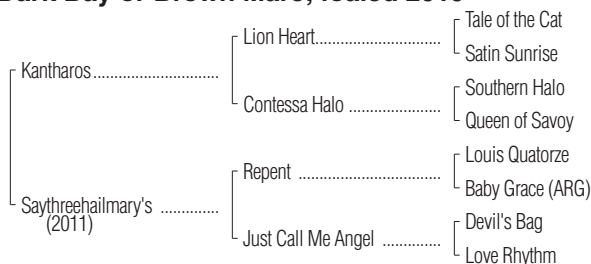 Dark Bay or Brown Mare; foaled
Tale of the Cat
Lion Heart
Satin Sunrise
Kantharos
Southern Halo
Contessa Halo
Queen of Savoy
Louis Quatorze
Repent
Baby Grace (ARG)
Saythreehailmary's
(2011)
Devil's Bag
Just Call Me Angel
Love Rhythm